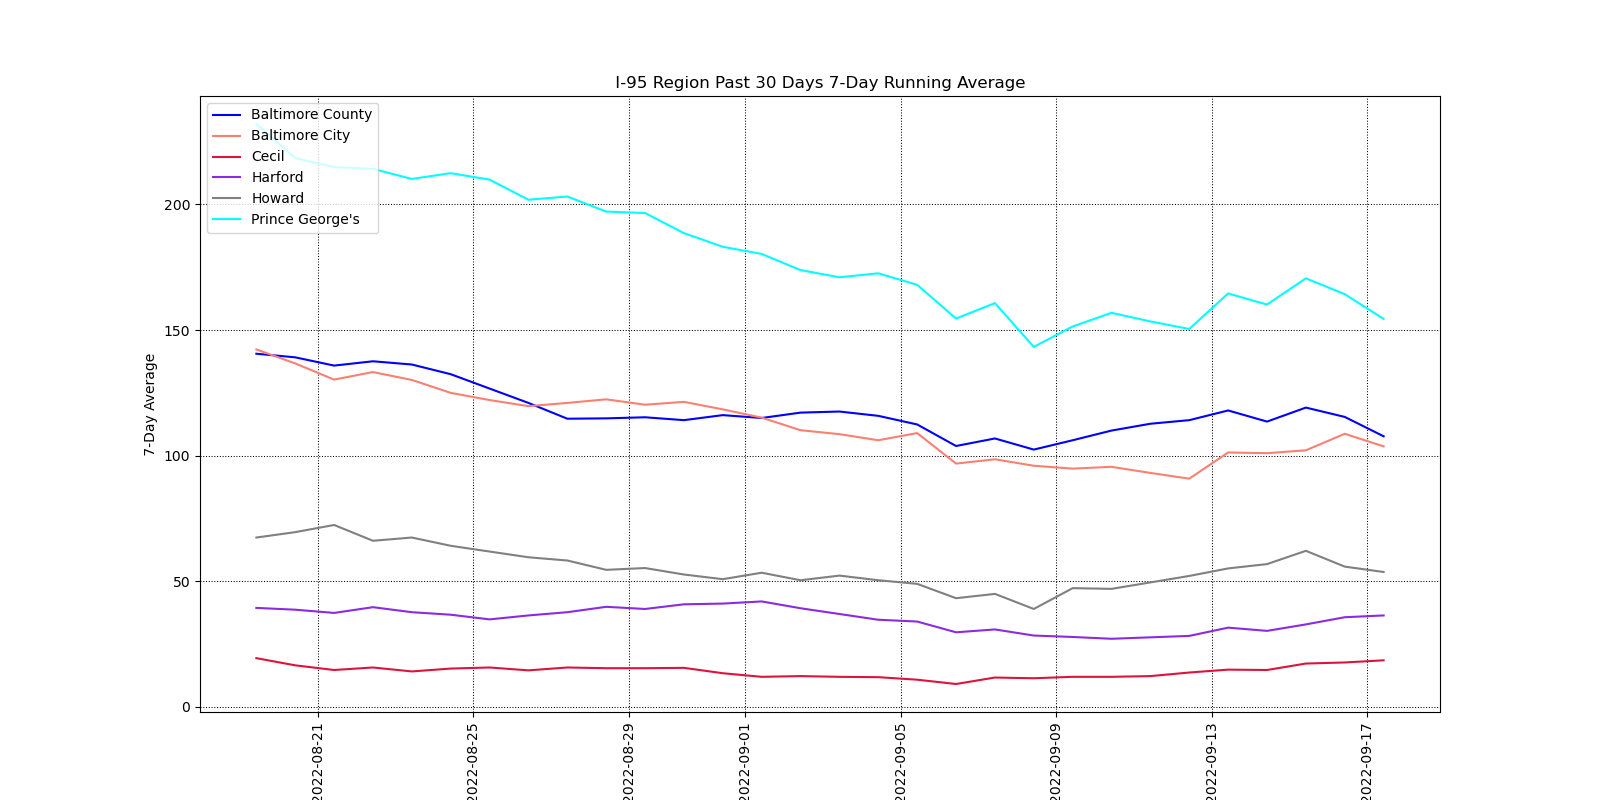 I-95 Region Past 30 Days 7-Day Running Average
Baltimore County
Baltimore City
Cecil
Harford
Howard
Prince George's
7-Day Average
200
150
100
50
0
2022-08-21
2022-08-25
2022-08-29
2022-09-01
2022-09-05
2022-09-09
2022-09-13
2022-09-17